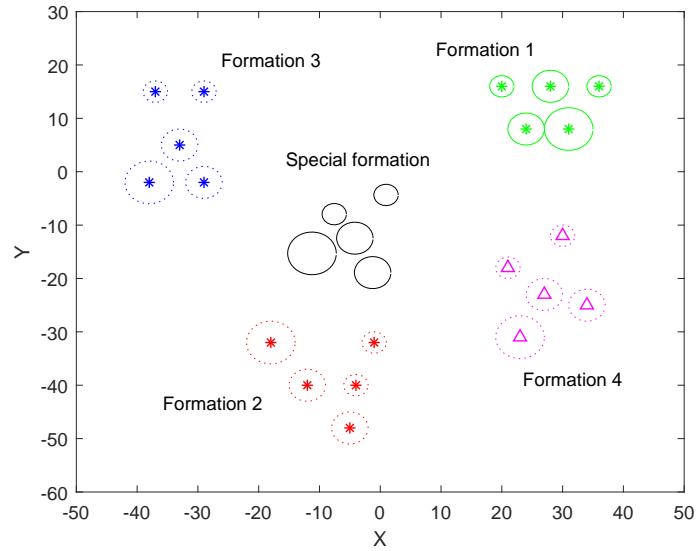 30
20
10
0
-10
-20
-30
-40
-50
-60
Y
Formation 3
Formation 1
Special formation
Formation 2
Formation 4
-50 -40 -30 -20 -10 0 10 20 30 40 50
X